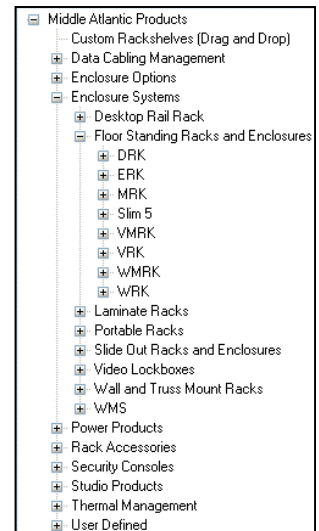 Middle Atlantic Products
Custom Rackshelves (Drag and Drop)
Data Cabling Management
Enclosure Options
Enclosure Systems
Desktop Rail Rack
Floor Standing Racks and Enclosures
DRK
ERK
MRK
Slim 5
VMRK
VRK
WMRK
WRK
Laminate Racks
Portable Racks
Slide Out Racks and Enclosures
Video Lockboxes
Wall and Truss Mount Racks
WMS
Power Products
Rack Accessories
Security Consoles
Studio Products
Thermal Management
User Defined